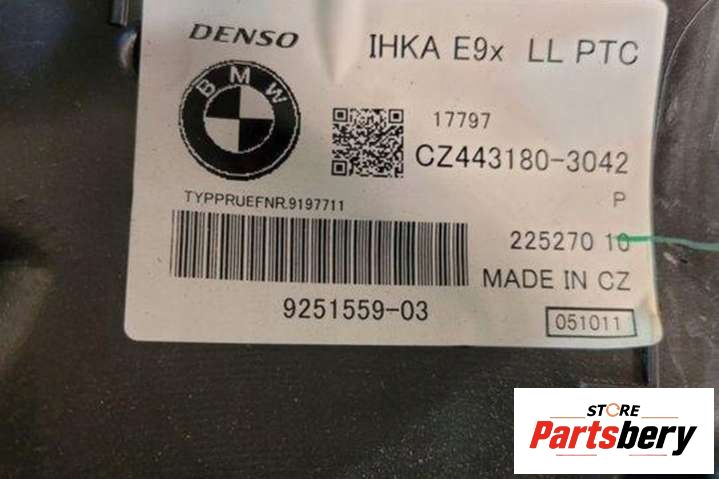 DENSO
IHKA E9x LL PTC
BMW
17797
CZ443180-3042
P
TYPPRUEFNR.9197711
225270 10
MADE IN CZ
9251559-03
051011
STORE
Partsbery